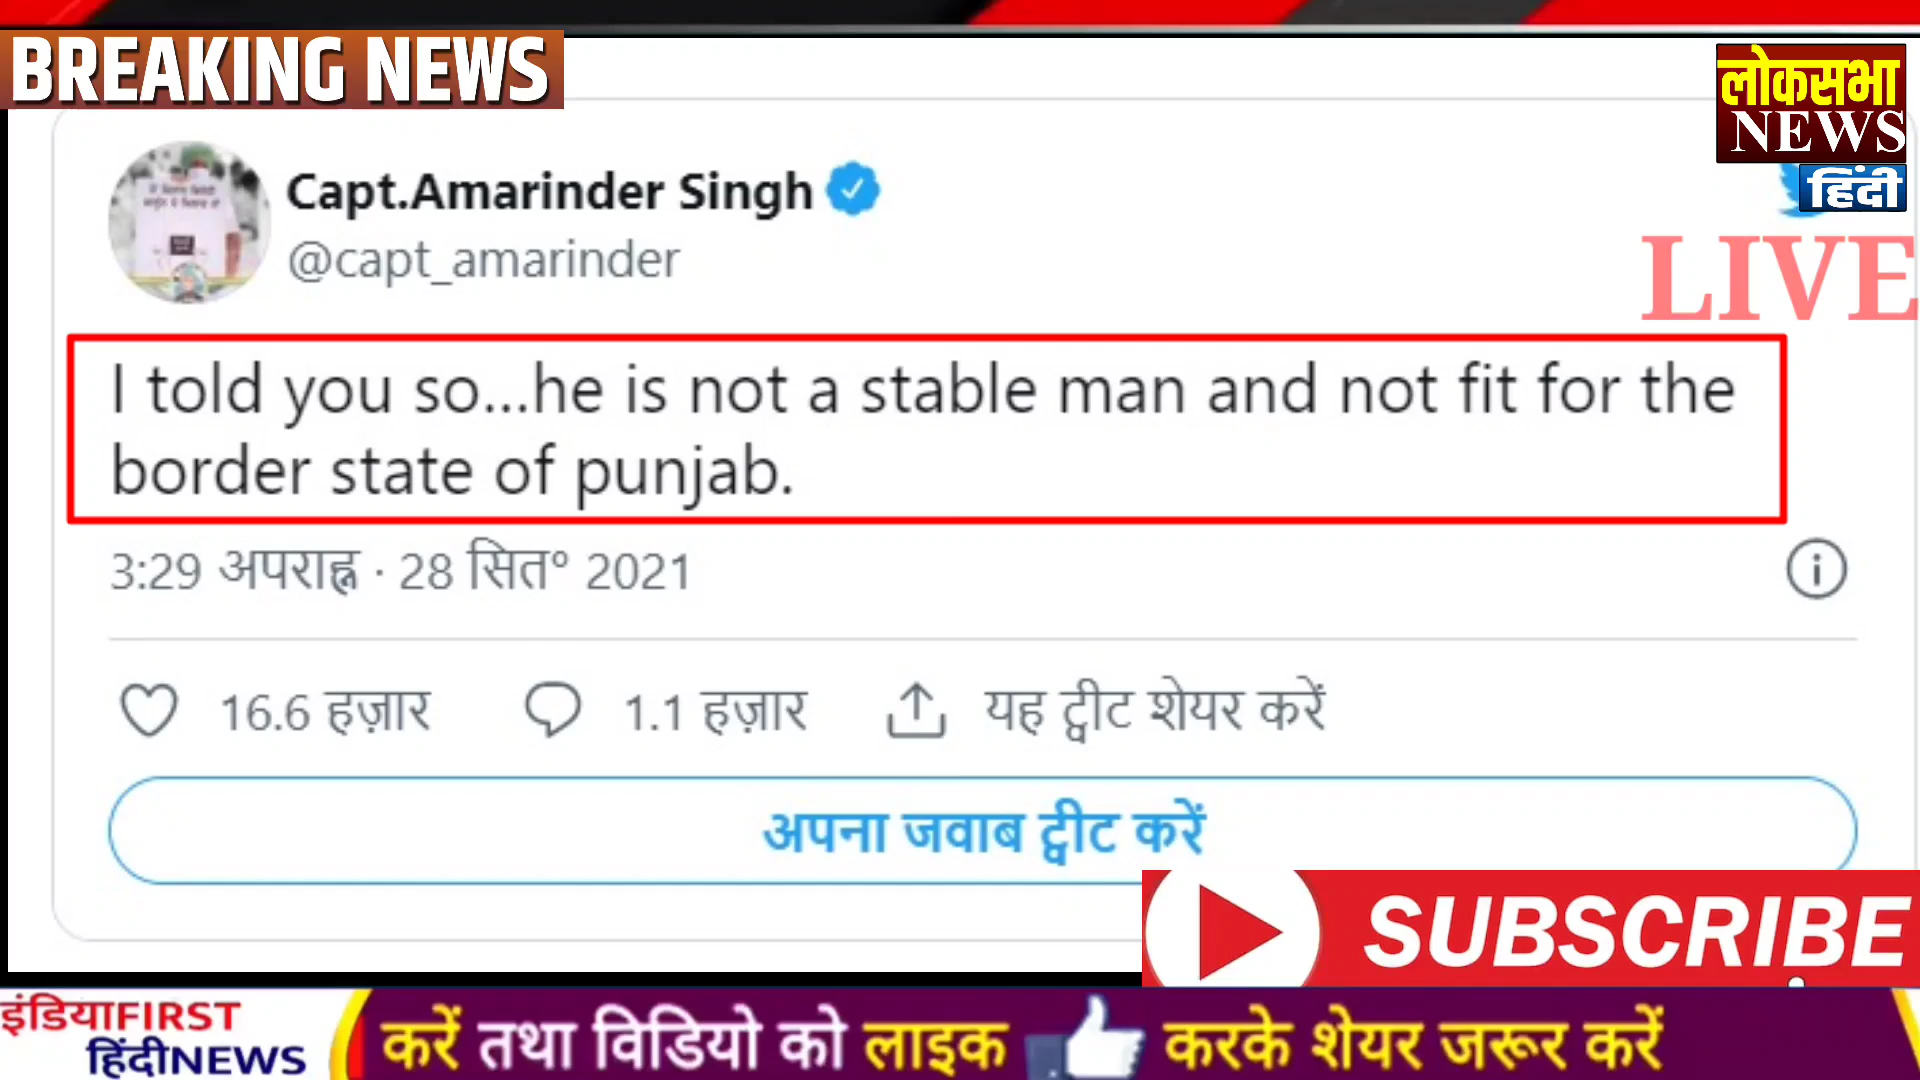 BREAKING NEWS
लोकसभा
NEWS
हिंदी
LIVE
Capt.Amarinder Singh
@capt_amarinder
I told you so...he is not a stable man and not fit for the
border state of punjab.
3:29 अपराह्न · 28 सित॰ 2021
16.6 हज़ार 1.1 हज़ार यह ट्वीट शेयर करें
अपना जवाब ट्वीट करें
SUBSCRIBE
इंडियाFIRST
हिंदीNEWS
करें तथा विडियो को लाइक करके शेयर जरूर करें